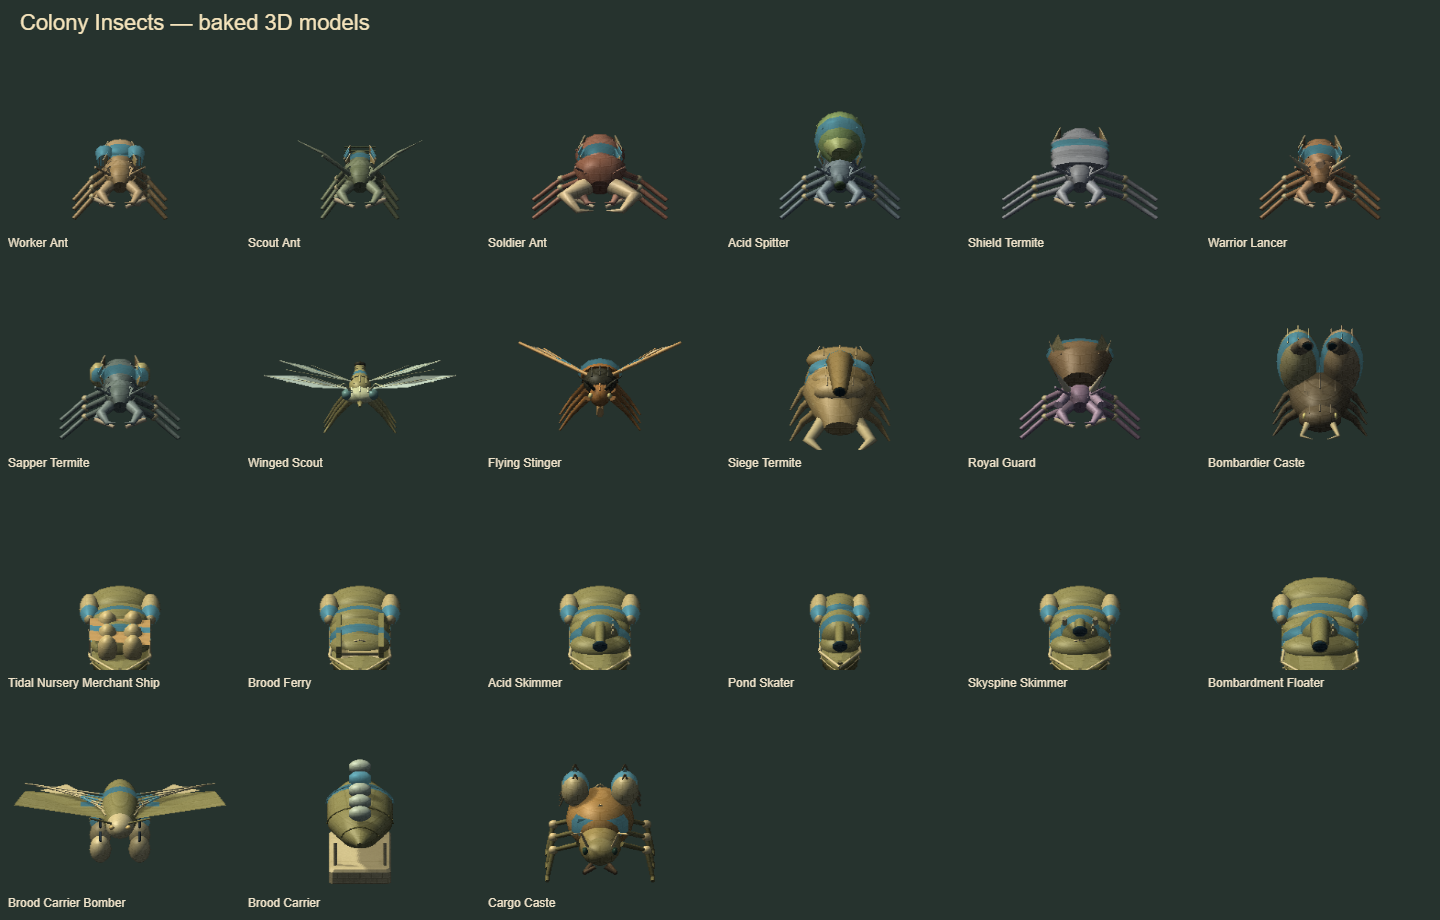 Colony Insects — baked 3D models
Worker Ant
Scout Ant
Soldier Ant
Acid Spitter
Shield Termite
Warrior Lancer
Sapper Termite
Winged Scout
Flying Stinger
Siege Termite
Royal Guard
Bombardier Caste
Tidal Nursery Merchant Ship
Brood Ferry
Acid Skimmer
Pond Skater
Skyspine Skimmer
Bombardment Floater
Brood Carrier Bomber
Brood Carrier
Cargo Caste